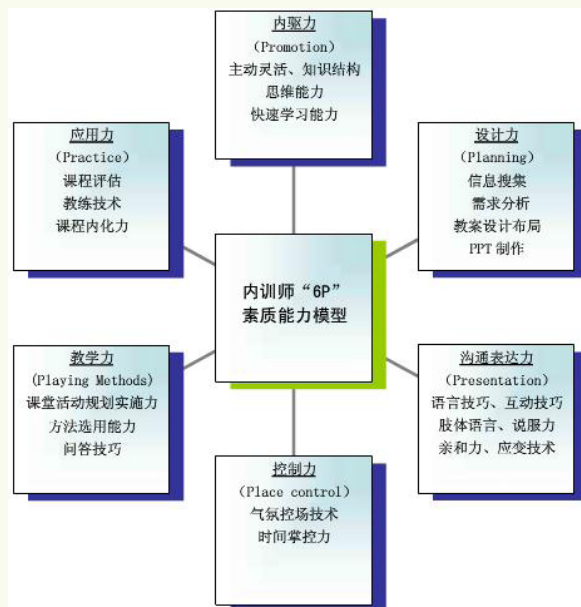 内驱力
(Promotion)
主动灵活、知识结构
思维能力
快速学习能力
应用力
(Practice)
课程评估
教练技术
课程内化力
设计力
(Planning)
信息搜集
需求分析
教案设计布局
PPT 制作
内训师“6P”
素质能力模型
教学力
(Playing Methods)
课堂活动规划实施力
方法选用能力
问答技巧
沟通表达力
(Presentation)
语言技巧、互动技巧
肢体语言、说服力
亲和力、应变技术
控制力
(Place control)
气氛控场技术
时间掌控力